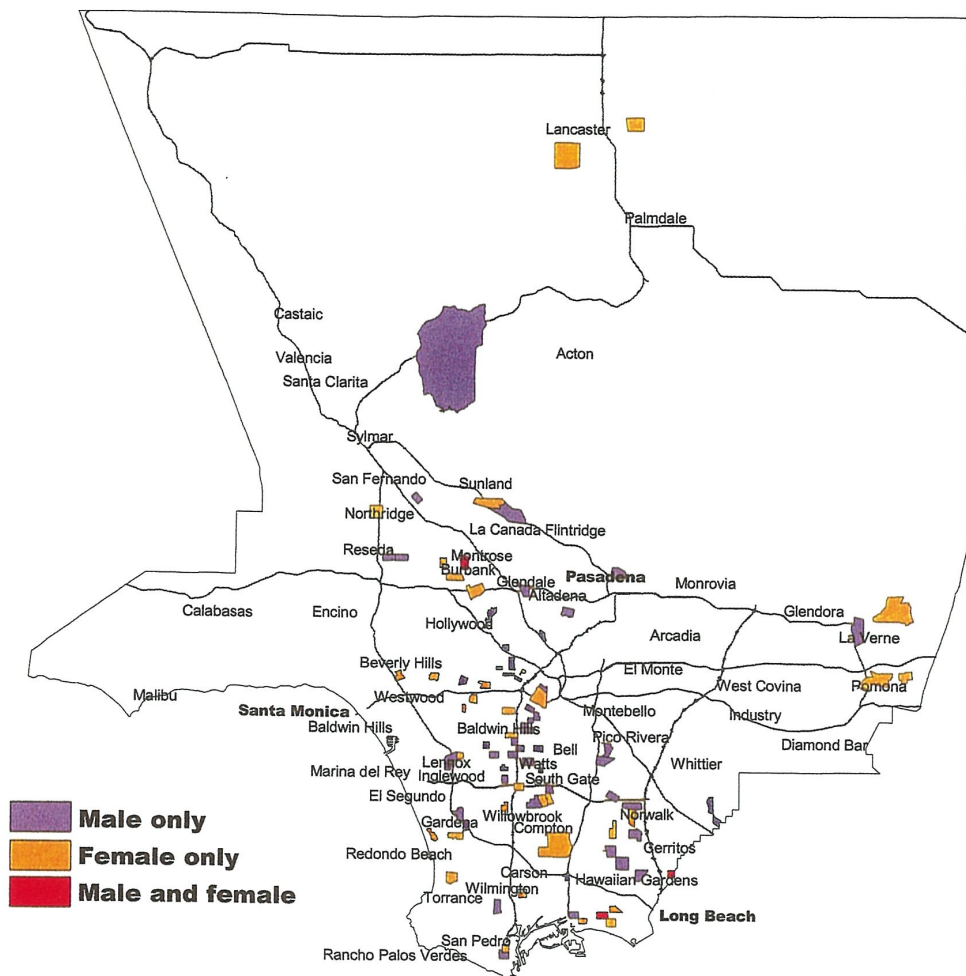 Lancaster
Palmdale
Castaic
Acton
Valencia
Santa Clarita
Sylmar
San Fernando
Sunland
Northridge
La Canada Flintridge
Reseda
Montrose
Burbank
Pasadena
Glendale
Monrovia
Altadena
Calabasas
Encino
Glendora
Hollywood
Arcadia
La Verne
Beverly Hills
El Monte
West Covina
Pomona
Malibu
Westwood
Santa Monica
Montebello
Industry
Baldwin Hills
Baldwin Hills
Pico Rivera
Diamond Bar
Bell
Lennox
Watts
Whittier
Marina del Rey
Inglewood
South Gate
El Segundo
Male only
Willowbrook
Norwalk
Gardena
Compton
Female only
Redondo Beach
Cerritos
Carson
Hawaiian Gardens
Male and female
Wilmington
Torrance
Long Beach
San Pedro
Rancho Palos Verdes